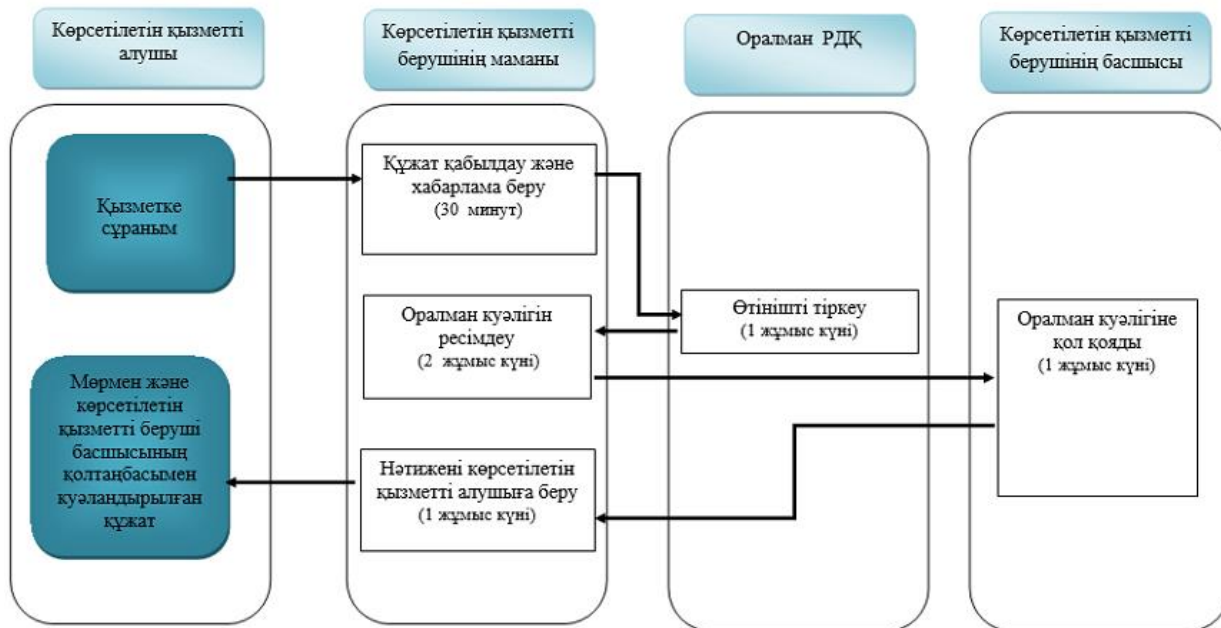 Көрсетілетін қызметті
алушы
Көрсетілетін қызметті
берушінің маманы
Оралман РДҚ
Көрсетілетін қызметті
берушінің басшысы
Қызметке
сұраным
Құжат қабылдау және
хабарлама беру
(30 минут)
Өтінішті тіркеу
(1 жұмыс күні)
Оралман куәлігін
ресімдеу
(2 жұмыс күні)
Оралман куәлігіне
қол қояды
(1 жұмыс күні)
Нәтижені көрсетілетін
қызметті алушыға беру
(1 жұмыс күні)
Мөрмен және
көрсетілетін
қызметті беруші
басшысының
қолтаңбасымен
куәландырылған
құжат